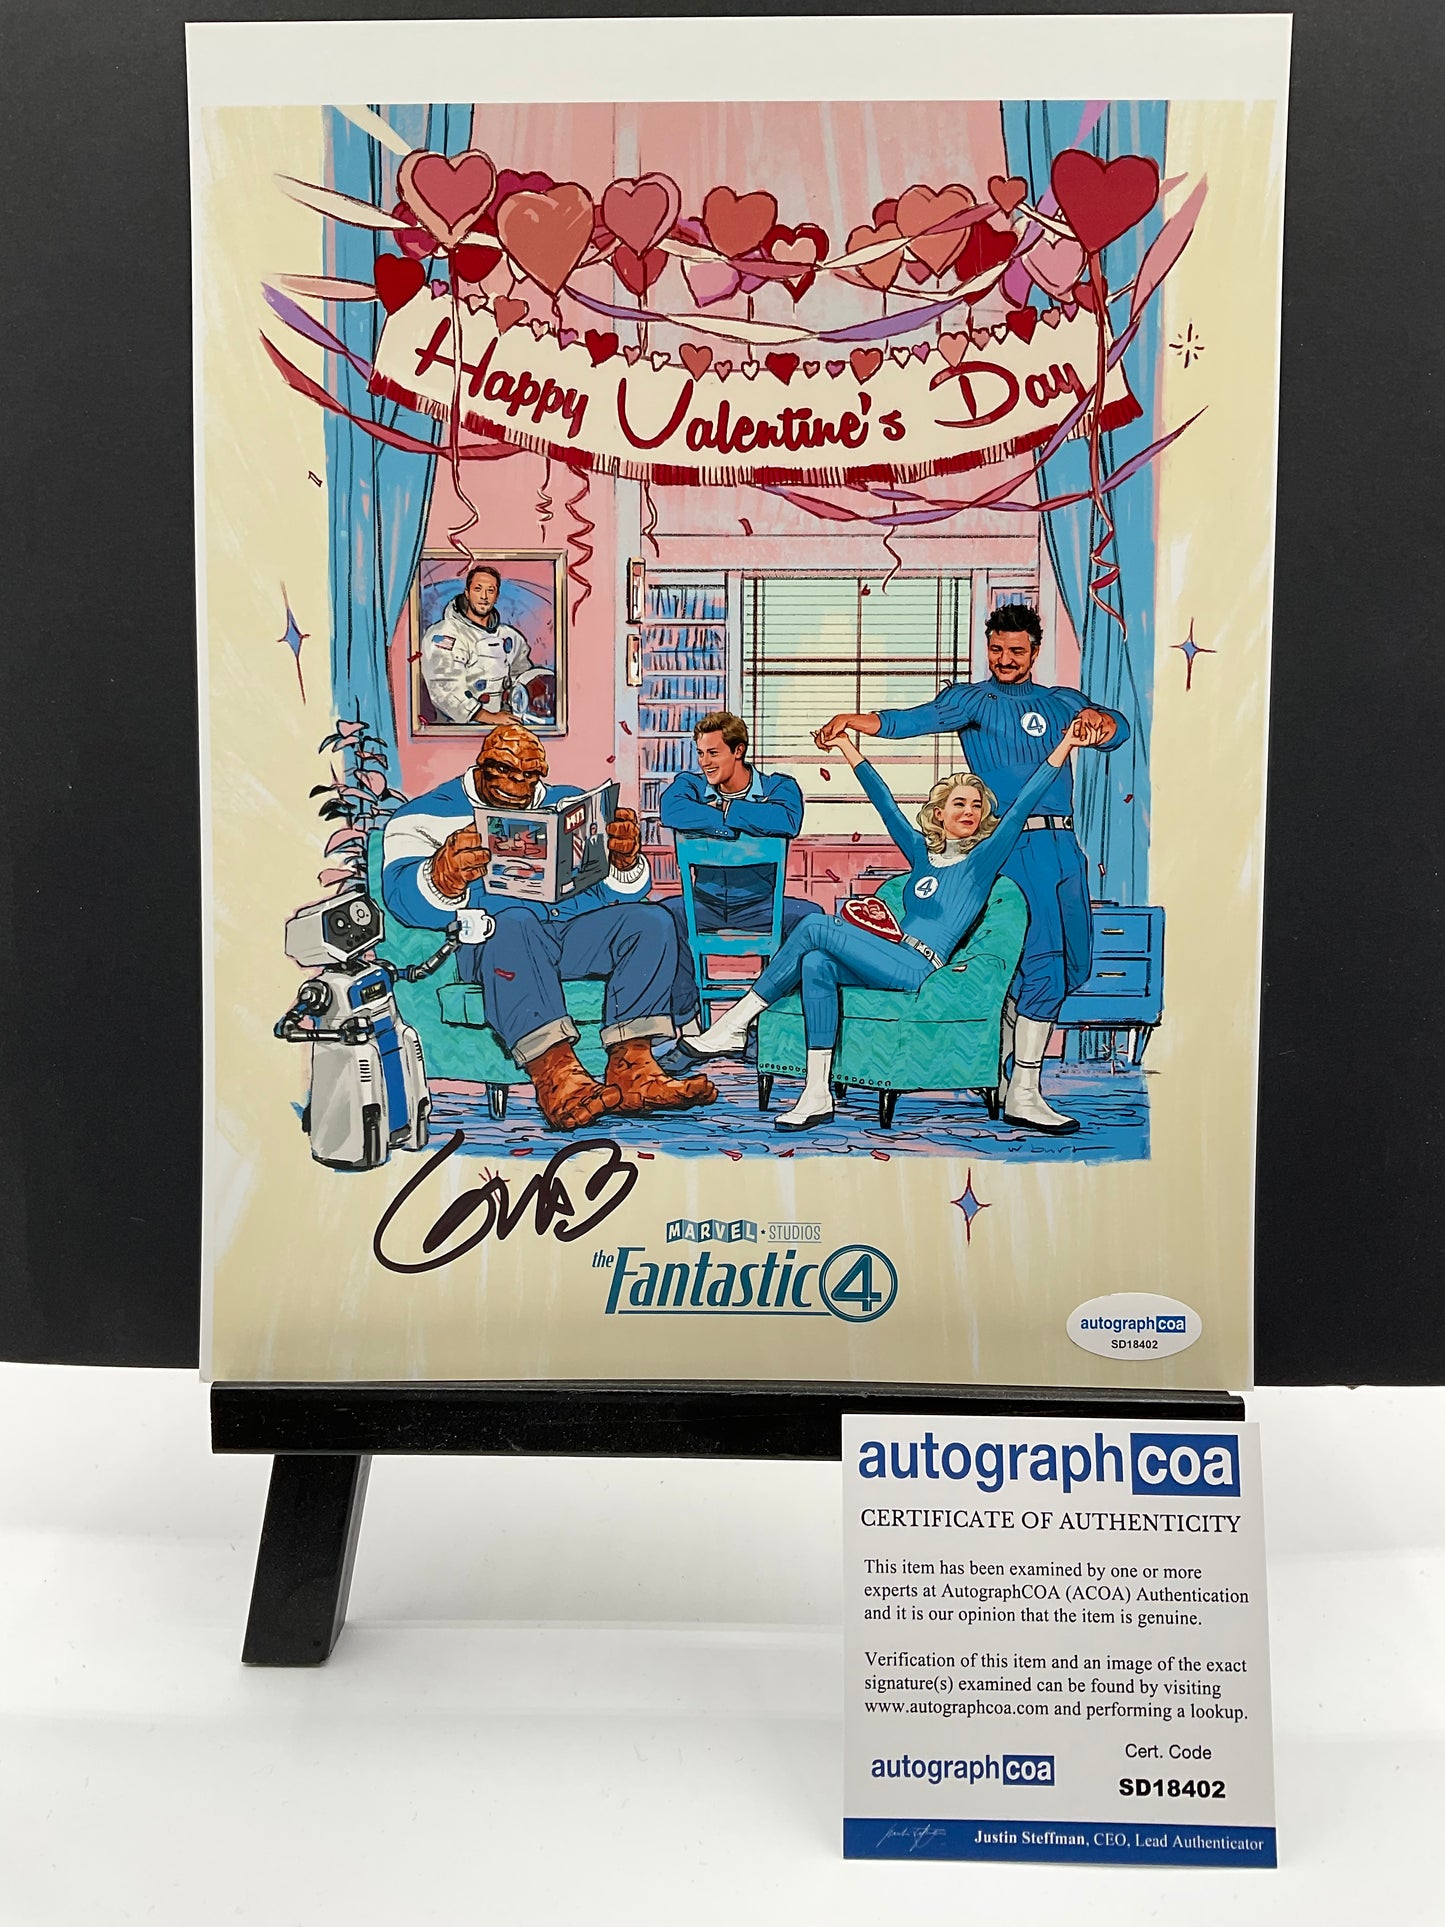 Happy Valentine's Day
4
4
MARVEL STUDIOS
the Fantastic 4
autographcoa
SD18402
autographcoa
CERTIFICATE OF AUTHENTICITY
This item has been examined by one or more
experts at AutographCOA (ACOA) Authentication
and it is our opinion that the item is genuine.
Verification of this item and an image of the exact
signature(s) examined can be found by visiting
www.autographcoa.com and performing a lookup.
Cert. Code
autographcoa
SD18402
Justin Steffman, CEO, Lead Authenticator